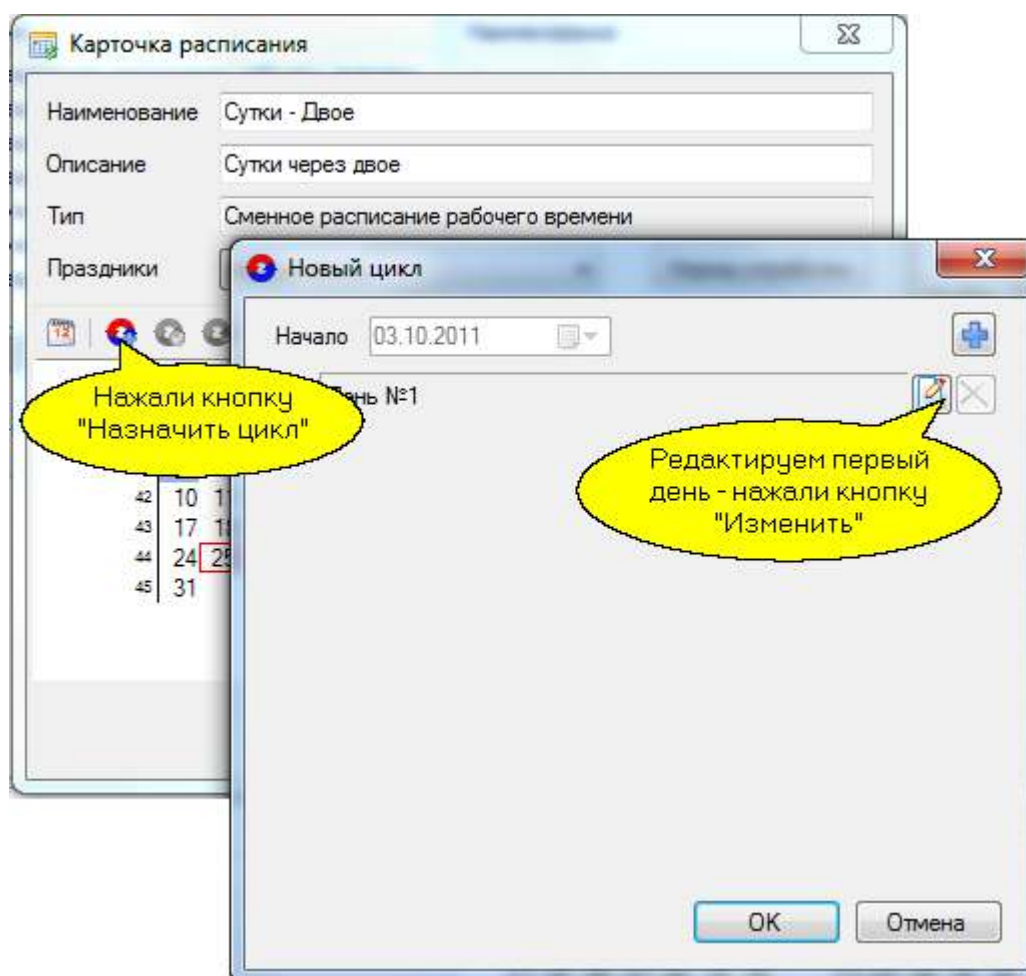 Карточка расписания
Наименование Сутки - Двое
Описание Сутки через двое
Тип Сменное расписание рабочего времени
Праздники
Новый цикл
Начало 03.10.2011
№1
Нажали кнопку
"Назначить цикл"
Редактируем первый
день - нажали кнопку
"Изменить"
42 10
43 17
44 24 25
45 31
OK Отмена